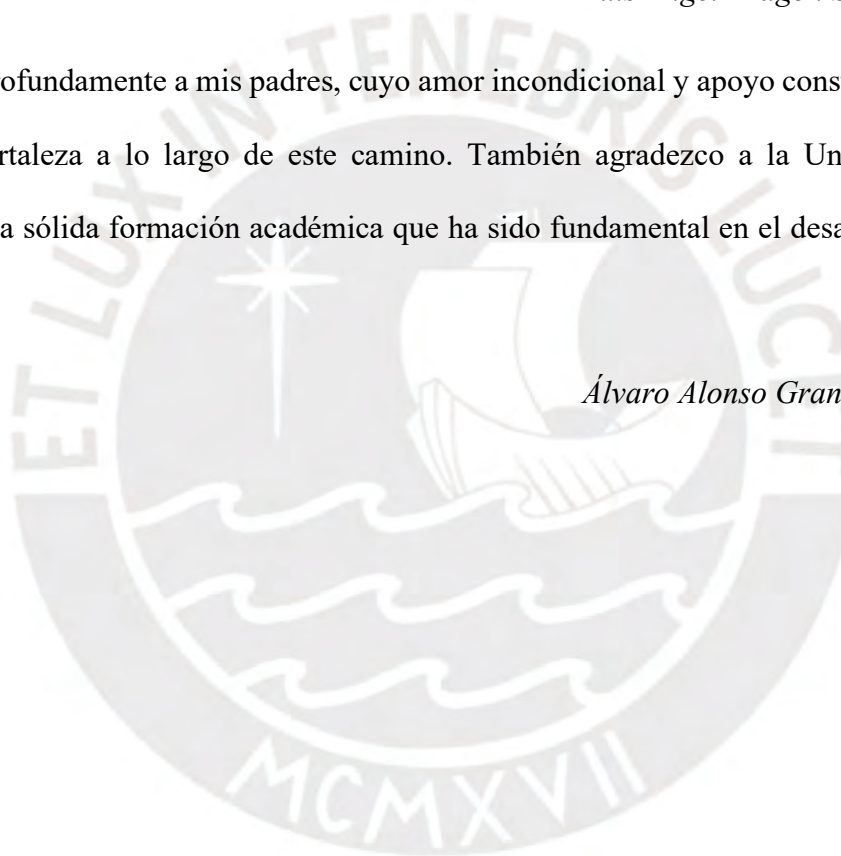 ofundamente a mis padres, cuyo amor incondicional y apoyo cons
rtaleza a lo largo de este camino. También agradezco a la Un
a sólida formación académica que ha sido fundamental en el desa
Álvaro Alonso Gran
ET LUX IN TENEBRIS LUCET
MCMXVII